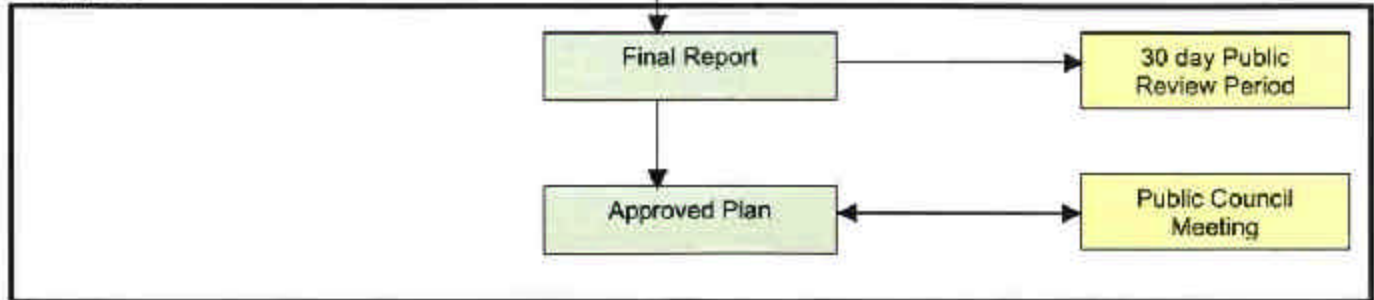 Final Report
30 day Public
Review Period
Approved Plan
Public Council
Meeting